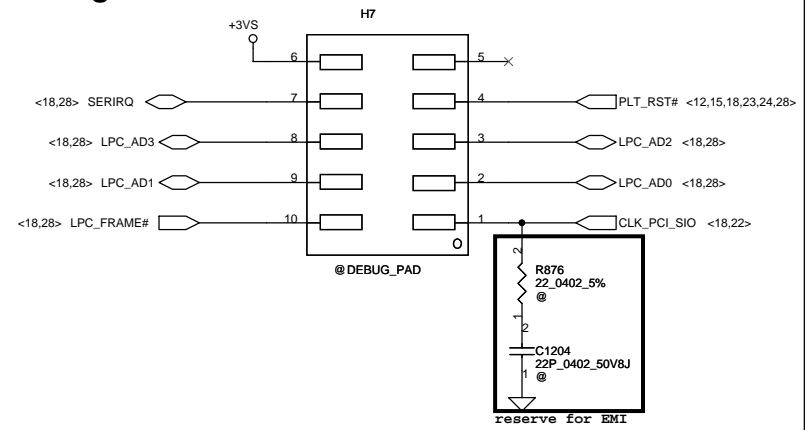 g
H7
+3VS
6
5
<18,28> SERIRQ
7
4
PLT_RST# <12,15,18,23,24,28>
<18,28> LPC_AD3
8
3
LPC_AD2 <18,28>
<18,28> LPC_AD1
9
2
LPC_AD0 <18,28>
<18,28> LPC_FRAME#
10
1
CLK_PCI_SIO <18,22>
@DEBUG_PAD
2
R876
22_0402_5%
@
1
2
C1204
22P_0402_50V8J
1
@
reserve for EMI